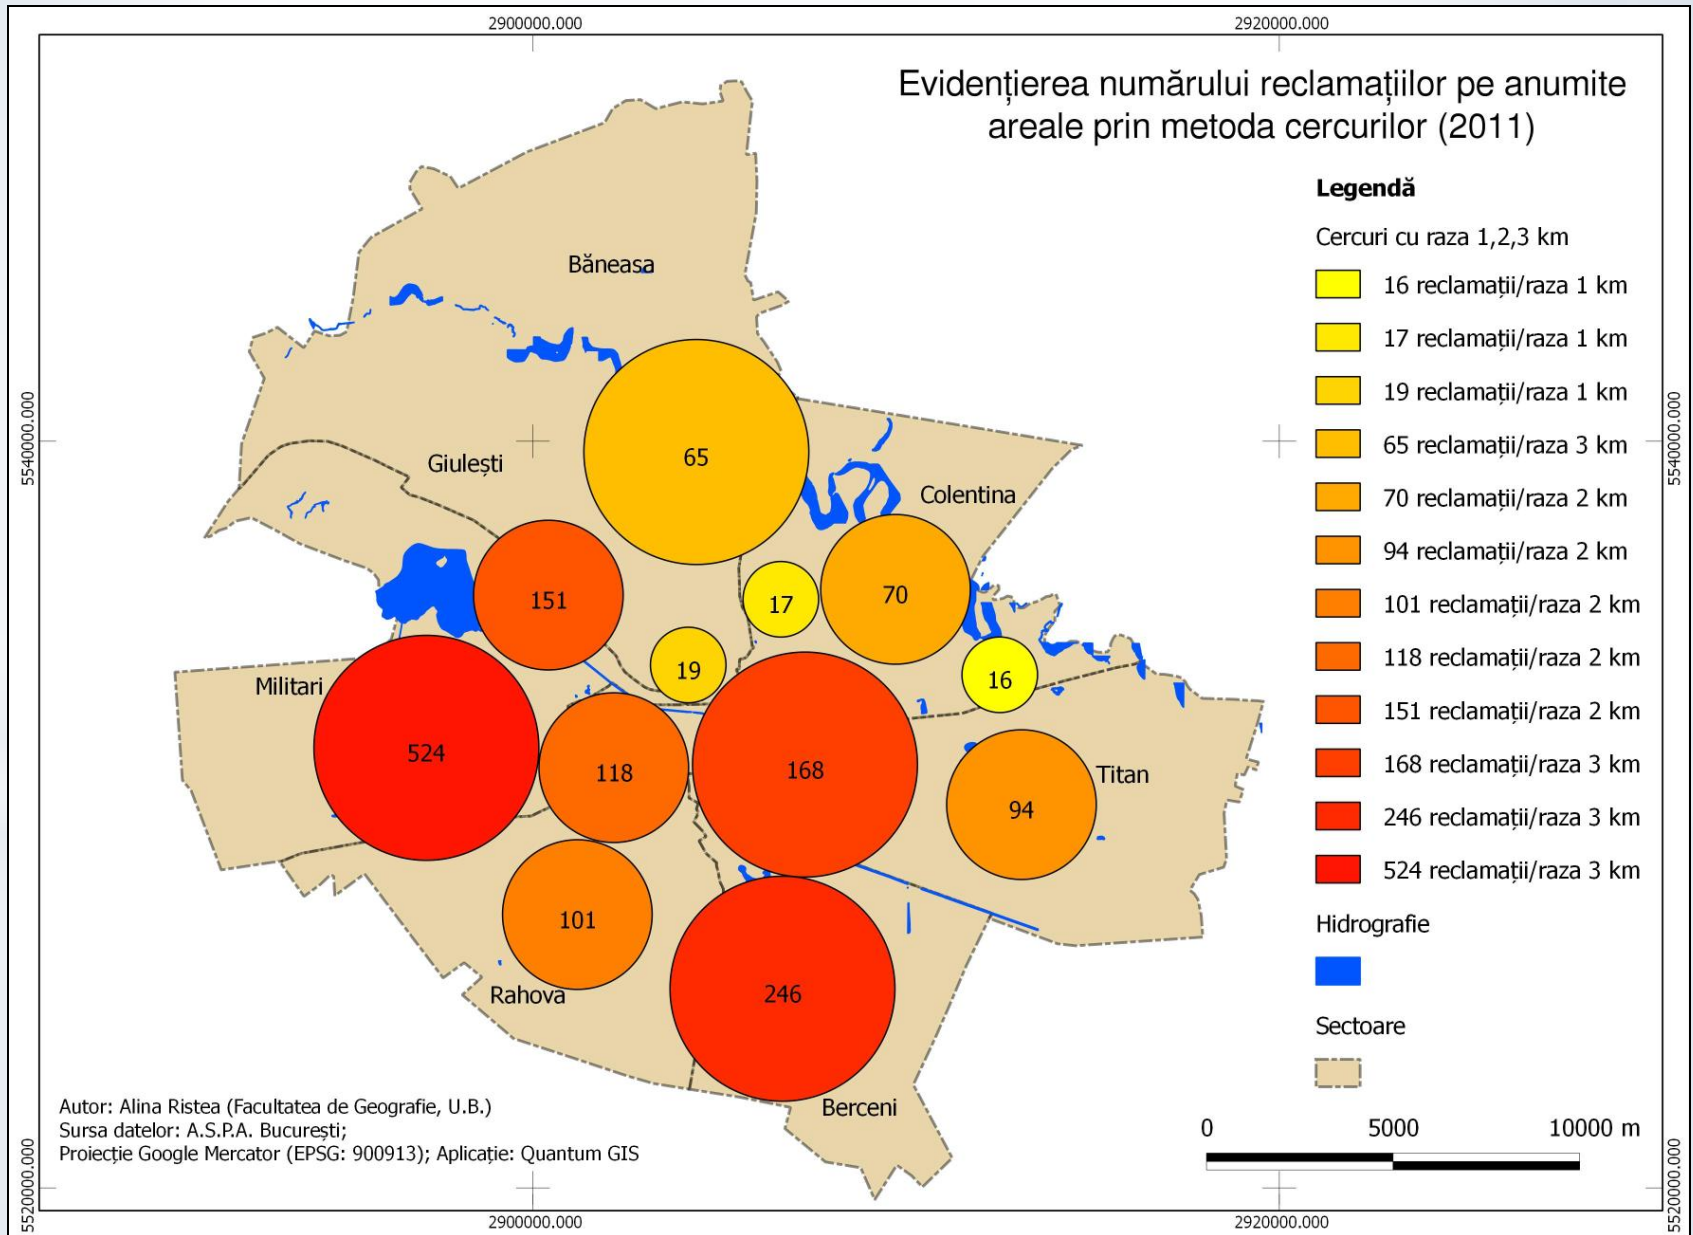 2900000.000
2920000.000
Evidențierea numărului reclamațiilor pe anumite
areale prin metoda cercurilor (2011)
Legendă
Cercuri cu raza 1,2,3 km
16 reclamații/raza 1 km
17 reclamații/raza 1 km
19 reclamații/raza 1 km
65 reclamații/raza 3 km
70 reclamații/raza 2 km
94 reclamații/raza 2 km
101 reclamații/raza 2 km
118 reclamații/raza 2 km
151 reclamații/raza 2 km
168 reclamații/raza 3 km
246 reclamații/raza 3 km
524 reclamații/raza 3 km
Hidrografie
Sectoare
0 5000 10000 m
Băneasa
5540000.000
5540000.000
65
Giulești
Colentina
151
17
70
19
16
Militari
524
118
168
Titan
94
101
Rahova
246
Berceni
Autor: Alina Ristea (Facultatea de Geografie, U.B.)
Sursa datelor: A.S.P.A. București;
Proiecție Google Mercator (EPSG: 900913); Aplicație: Quantum GIS
5520000.000
5520000.000
2900000.000
2920000.000